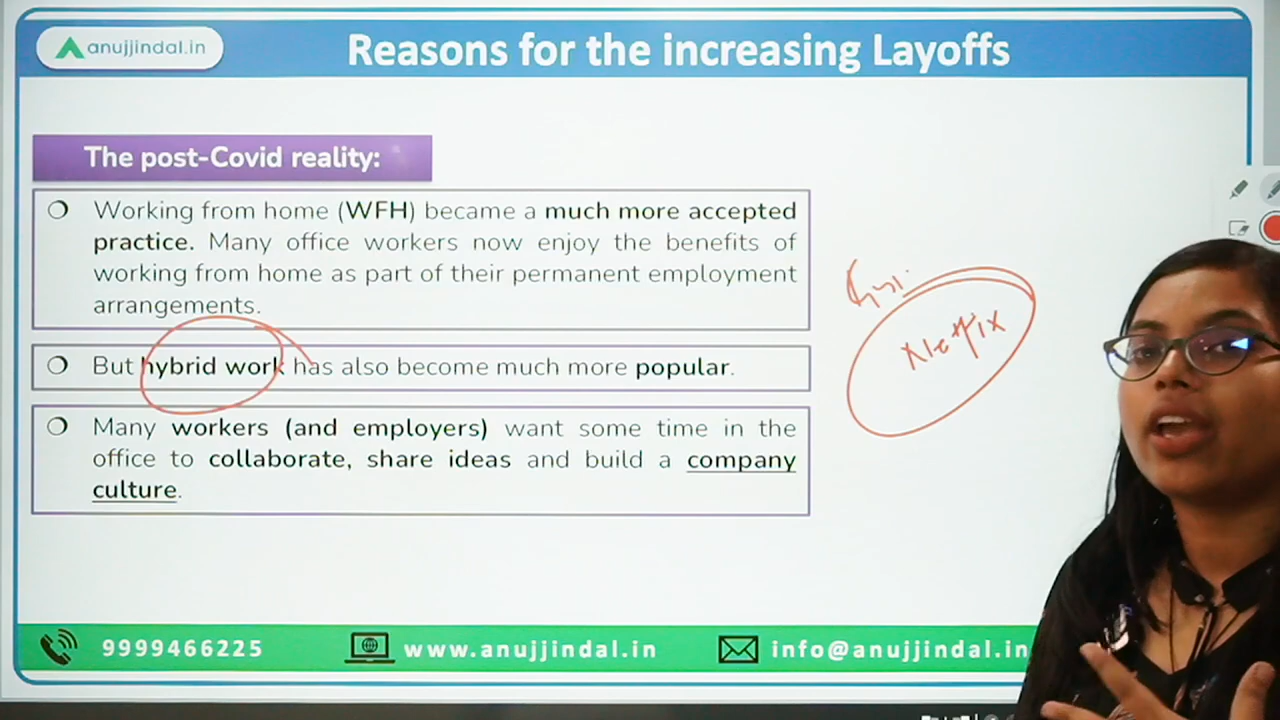 anujjindal.in
Reasons for the increasing Layoffs
The post-Covid reality:
Working from home (WFH) became a much more accepted
practice. Many office workers now enjoy the benefits of
working from home as part of their permanent employment
arrangements.
But hybrid work has also become much more popular.
Many workers (and employers) want some time in the
office to collaborate, share ideas and build a company
culture.
Netflix
9999466225
www.anujjindal.in
info@anujjindal.in